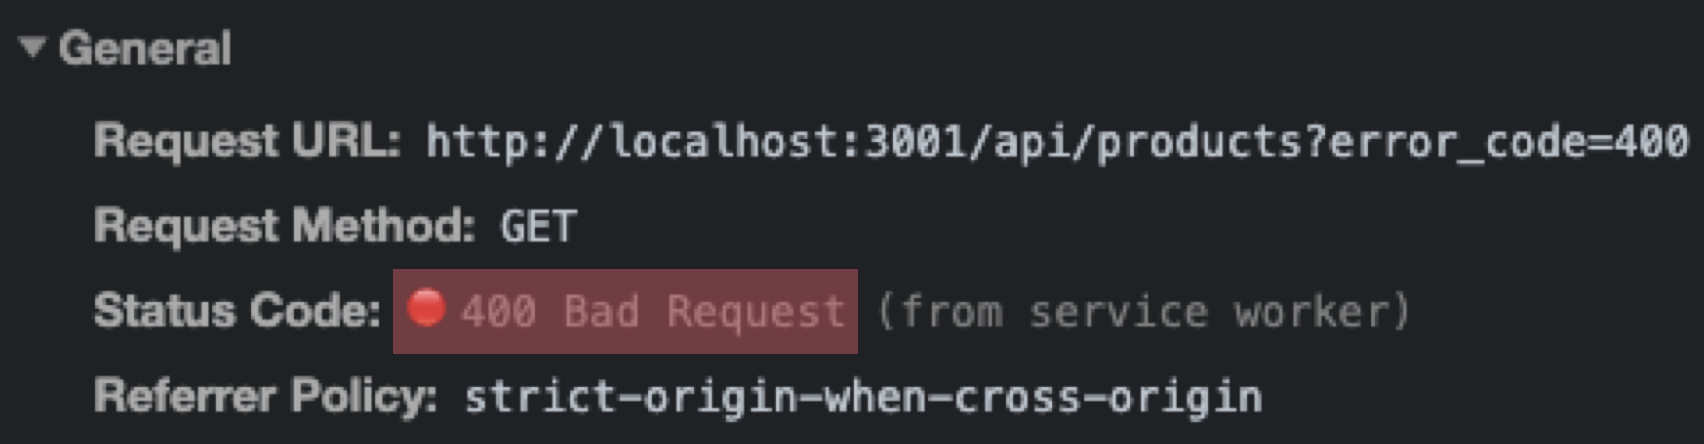 General
Request URL: http://localhost:3001/api/products?error_code=400
Request Method: GET
Status Code: 400 Bad Request (from service worker)
Referrer Policy: strict-origin-when-cross-origin